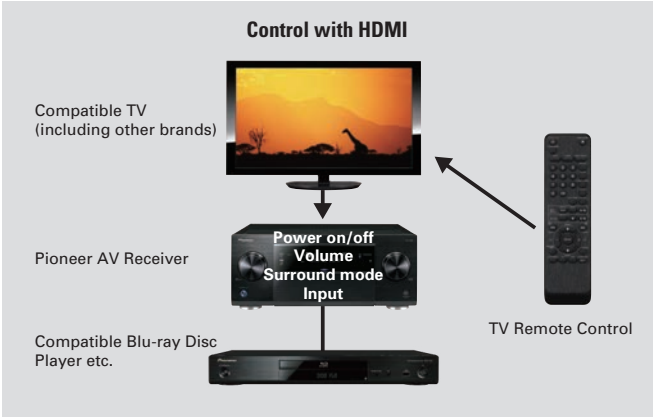 Control with HDMI
Compatible TV
(including other brands)
Pioneer AV Receiver
Power on/off
Volume
Surround mode
Input
TV Remote Control
Compatible Blu-ray Disc
Player etc.